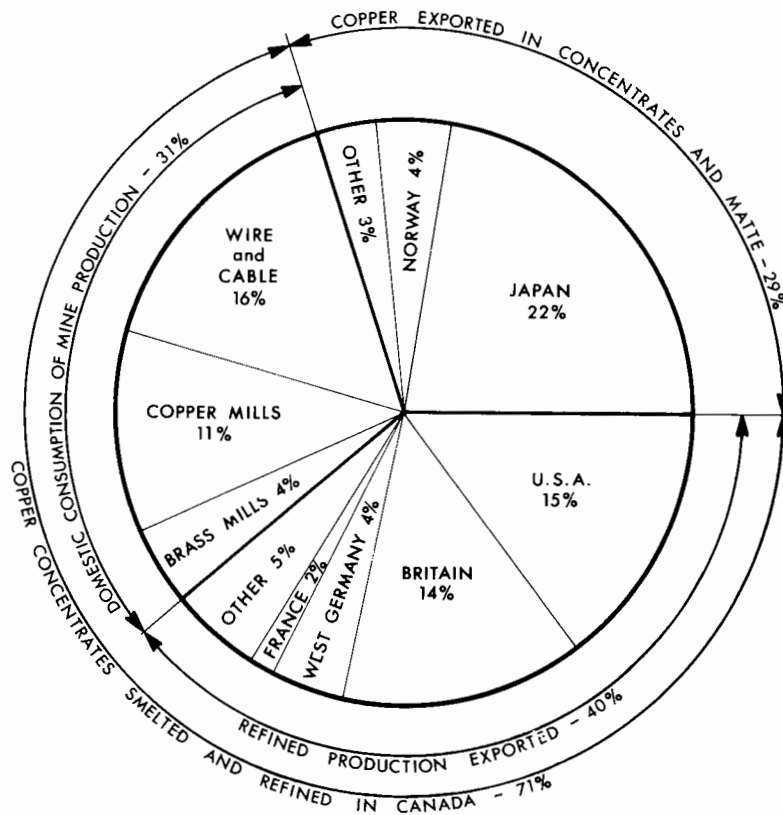 COPPER EXPORTED IN CONCENTRATES AND MATTE - 29%
DOMESTIC CONSUMPTION OF MINE PRODUCTION - 31%
OTHER 3%
NORWAY 4%
JAPAN
22%
WIRE
and
CABLE
16%
COPPER MILLS
11%
BRASS MILLS 4%
OTHER 5%
FRANCE 2%
WEST GERMANY 4%
BRITAIN
14%
U.S.A.
15%
REFINED PRODUCTION EXPORTED - 40%
COPPER CONCENTRATES SMELTED AND REFINED IN CANADA - 71%